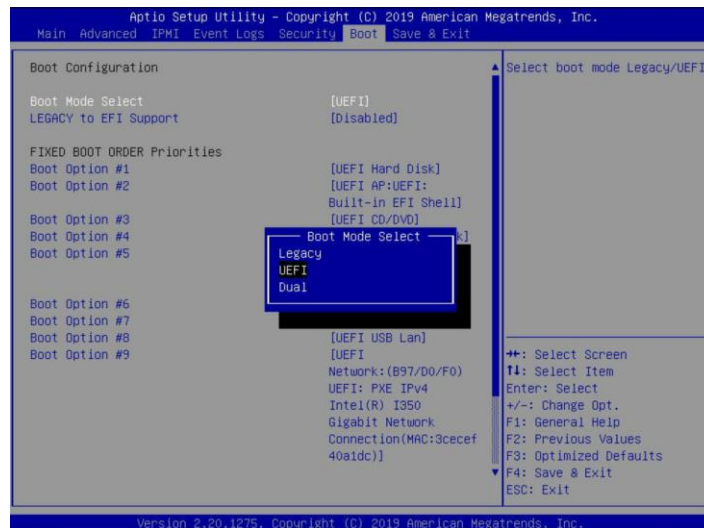 Aptio Setup Utility – Copyright (C) 2019 American Megatrends, Inc.
Main Advanced IPMI Event Logs Security Boot Save & Exit
Boot Configuration
Boot Mode Select [UEFI]
LEGACY to EFI Support [Disabled]
FIXED BOOT ORDER Priorities
Boot Option #1 [UEFI Hard Disk]
Boot Option #2 [UEFI AP:UEFI:
Built-in EFI Shell]
Boot Option #3 [UEFI CD/DVD]
Boot Option #4 k]
Boot Option #5
Boot Option #6
Boot Option #7
Boot Option #8 [UEFI USB Lan]
Boot Option #9 [UEFI
Network:(B97/D0/F0)
UEFI: PXE IPv4
Intel(R) I350
Gigabit Network
Connection(MAC:3cecef
40a1dc)]
Boot Mode Select
Legacy
UEFI
Dual
Select boot mode Legacy/UEFI
→←: Select Screen
↑↓: Select Item
Enter: Select
+/-: Change Opt.
F1: General Help
F2: Previous Values
F3: Optimized Defaults
F4: Save & Exit
ESC: Exit
Version 2.20.1275. Copyright (C) 2019 American Megatrends, Inc.